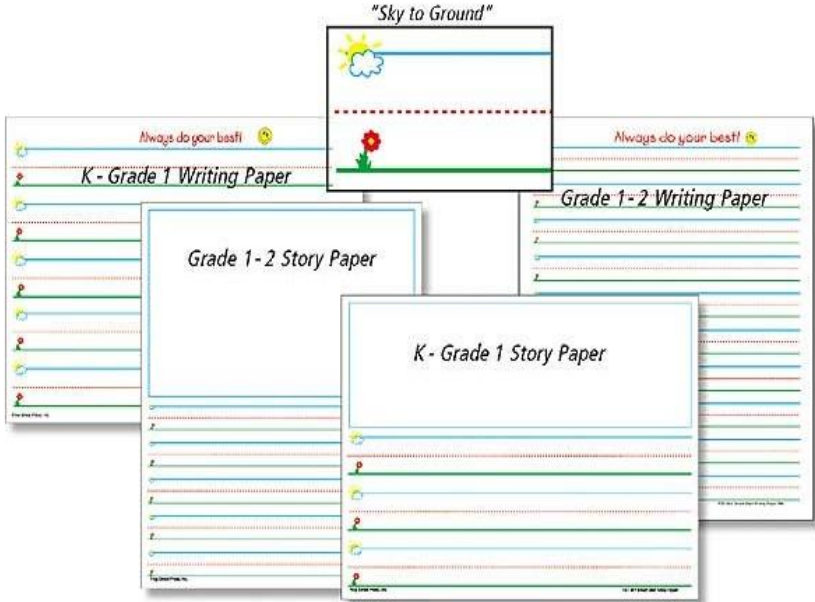 "Sky to Ground"
Always do your best!
K - Grade 1 Writing Paper
Always do your best!
Grade 1 - 2 Writing Paper
Grade 1 - 2 Story Paper
K - Grade 1 Story Paper